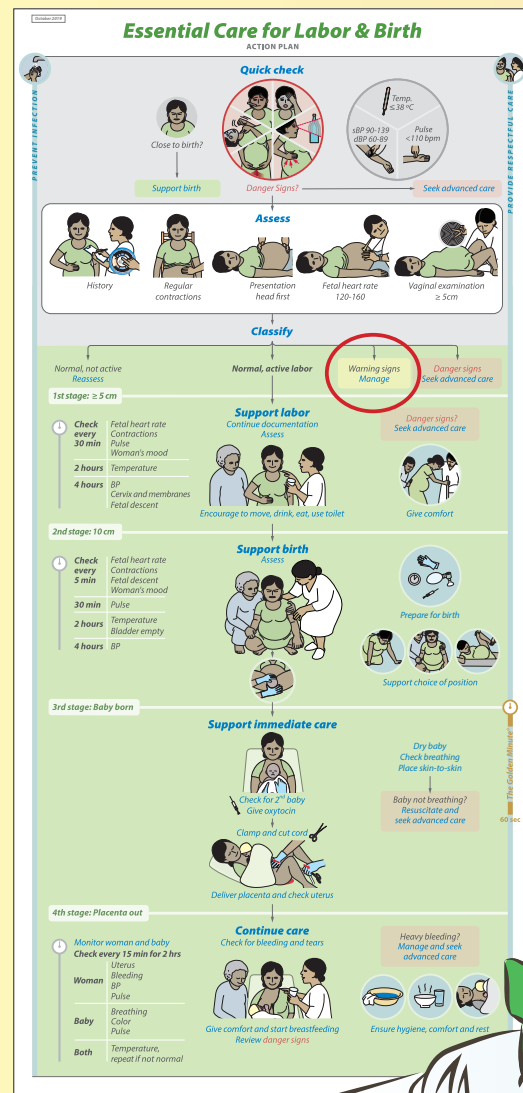 October 2019
Essential Care for Labor & Birth
ACTION PLAN
PREVENT INFECTION
PROVIDE RESPECTFUL CARE
Quick check
Close to birth?
Temp.
≤38 ºC
sBP 90-139
dBP 60-89
Pulse
<110 bpm
Support birth
Danger Signs?
Seek advanced care
Assess
History
Regular
contractions
Presentation
head first
Fetal heart rate
120-160
Vaginal examination
≥ 5cm
Classify
Normal, not active
Reassess
Normal, active labor
Warning signs
Manage
Danger signs
Seek advanced care
1st stage: ≥ 5 cm
Check every 30 min
Fetal heart rate
Contractions
Pulse
Woman's mood
2 hours Temperature
4 hours BP
Cervix and membranes
Fetal descent
Support labor
Continue documentation
Assess
Encourage to move, drink, eat, use toilet
Danger signs?
Seek advanced care
Give comfort
2nd stage: 10 cm
Check every 5 min
Fetal heart rate
Contractions
Fetal descent
Woman's mood
30 min Pulse
2 hours Temperature
Bladder empty
4 hours BP
Support birth
Assess
Prepare for birth
Support choice of position
3rd stage: Baby born
Support immediate care
Check for 2nd baby
Give oxytocin
Clamp and cut cord
Deliver placenta and check uterus
Dry baby
Check breathing
Place skin-to-skin
Baby not breathing?
Resuscitate and
seek advanced care
The Golden Minute®
60 sec
4th stage: Placenta out
Monitor woman and baby
Check every 15 min for 2 hrs
Woman
Uterus
Bleeding
BP
Pulse
Baby
Breathing
Color
Pulse
Both
Temperature,
repeat if not normal
Continue care
Check for bleeding and tears
Give comfort and start breastfeeding
Review danger signs
Heavy bleeding?
Manage and seek
advanced care
Ensure hygiene, comfort and rest